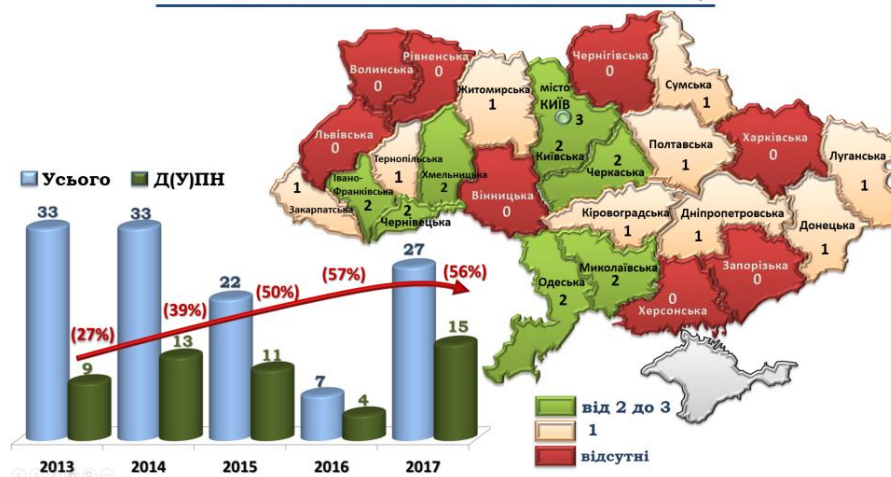 Чернігівська
0
Рівненська
0
Волинська
0
Сумська
1
Житомирська
1
місто
КИЇВ
3
2
Київська
Львівська
0
Тернопільська
1
Хмельницька
2
Полтавська
1
Харківська
0
Луганська
1
2
Черкаська
Вінницька
0
Івано-
Франківська
2
1
Закарпатська
2
Чернівецька
Кіровоградська
1
Дніпропетровська
1
Донецька
1
Одеська
2
Миколаївська
2
Запорізька
0
0
Херсонська
Усього
Д(У)ПН
33
33
22
7
27
9
13
11
4
15
(27%)
(39%)
(50%)
(57%)
(56%)
2013
2014
2015
2016
2017
від 2 до 3
1
відсутні